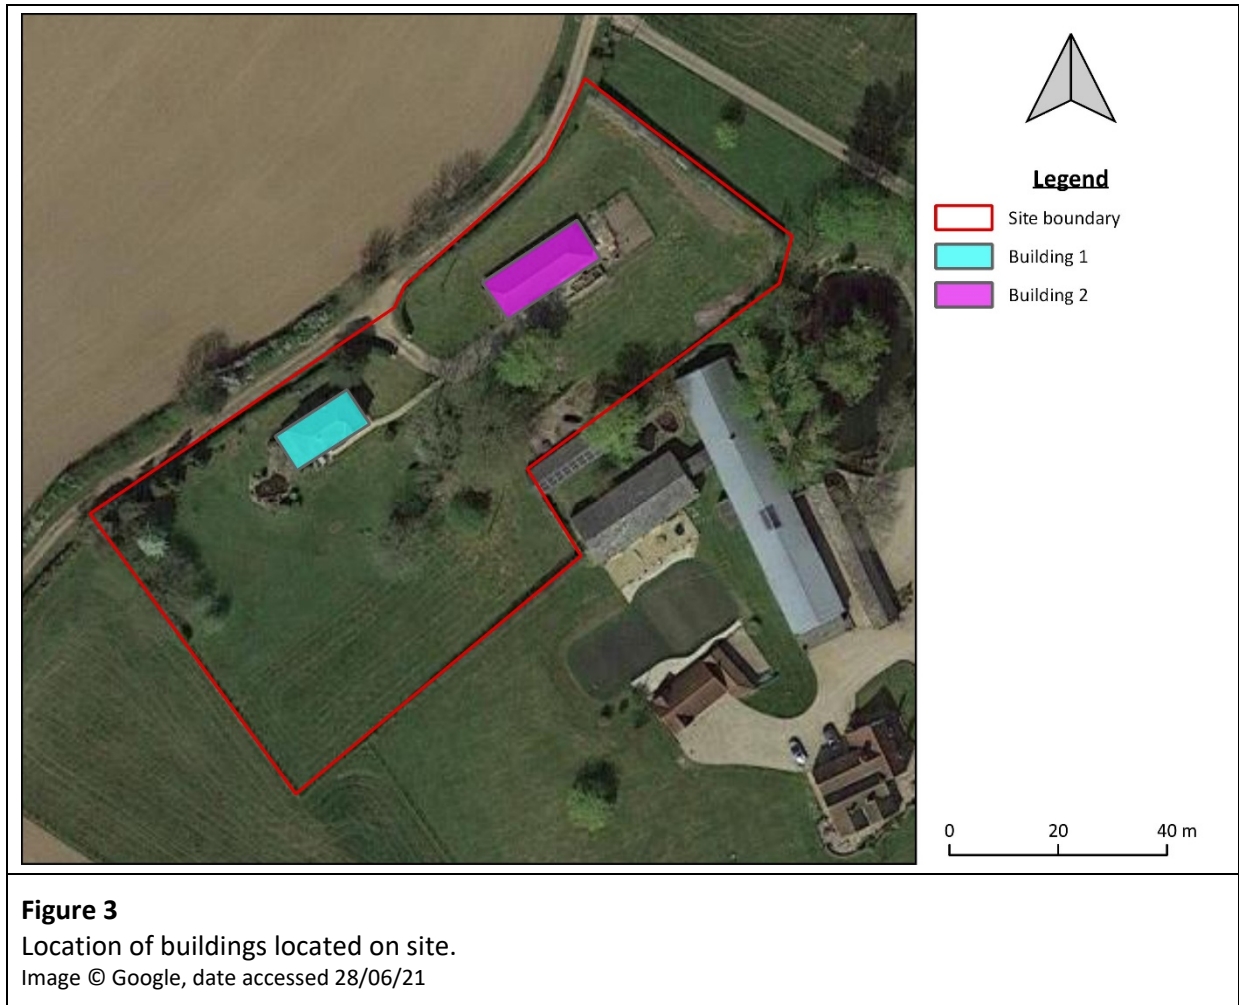 Legend
Site boundary
Building 1
Building 2
0 20 40 m
Figure 3
Location of buildings located on site.
Image © Google, date accessed 28/06/21